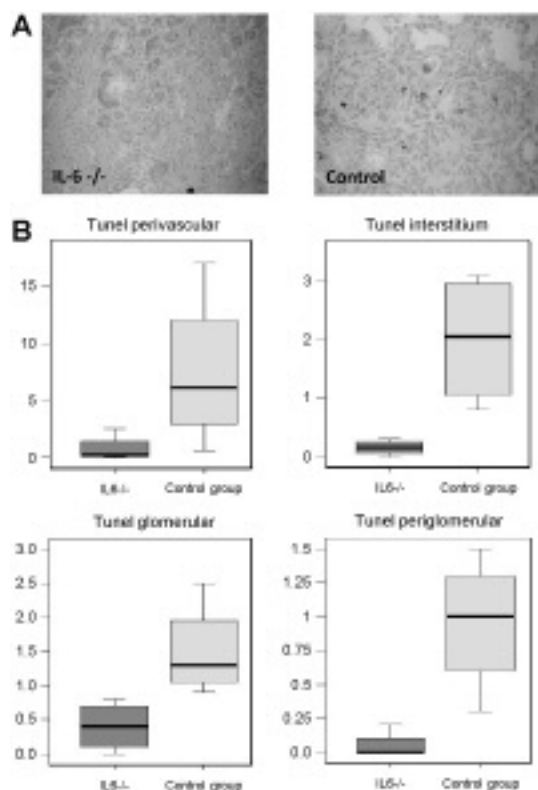 A
IL-6 -/-
Control
B
Tunel perivascular
15
10
5
0
IL6-/-
Control group
Tunel interstitium
3
2
1
0
IL6-/-
Control group
Tunel glomerular
3.0
2.5
2.0
1.5
1.0
0.5
0.0
IL6-/-
Control group
Tunel periglomerular
1.5
1.25
1
0.75
0.5
0.25
0.0
IL6-/-
Control group